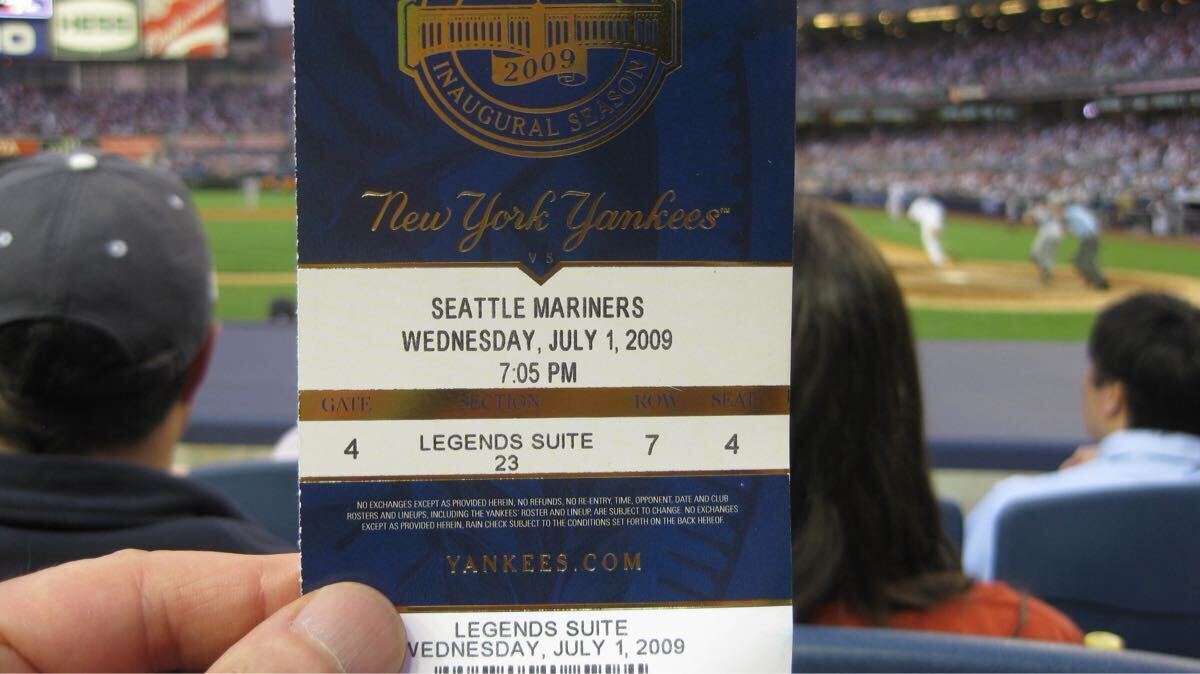 HESS
2009
INAUGURAL SEASON
New York Yankees™
VS
SEATTLE MARINERS
WEDNESDAY, JULY 1, 2009
7:05 PM
GATE SECTION ROW SEAT
4 LEGENDS SUITE 7 4
23
NO EXCHANGES EXCEPT AS PROVIDED HEREIN, NO REFUNDS, NO RE-ENTRY, TIME, OPPONENT, DATE AND CLUB
ROSTERS AND LINEUPS, INCLUDING THE YANKEES' ROSTER AND LINEUP, ARE SUBJECT TO CHANGE. NO EXCHANGES
EXCEPT AS PROVIDED HEREIN, RAIN CHECK SUBJECT TO THE CONDITIONS SET FORTH ON THE BACK HEREOF.
YANKEES.COM
LEGENDS SUITE
WEDNESDAY, JULY 1, 2009